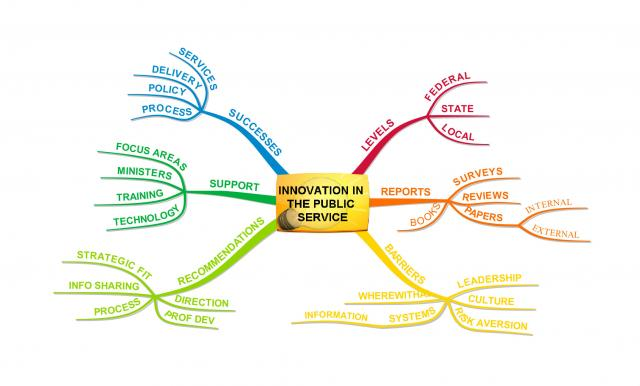 INNOVATION IN
THE PUBLIC
SERVICE
SUCCESSES
SERVICES
DELIVERY
POLICY
PROCESS
SUPPORT
FOCUS AREAS
MINISTERS
TRAINING
TECHNOLOGY
RECOMMENDATIONS
STRATEGIC FIT
INFO SHARING
PROCESS
DIRECTION
PROF DEV
LEVELS
FEDERAL
STATE
LOCAL
REPORTS
SURVEYS
REVIEWS
PAPERS
INTERNAL
EXTERNAL
BOOKS
BARRIERS
LEADERSHIP
CULTURE
RISK AVERSION
WHEREWITHA
SYSTEMS
INFORMATION